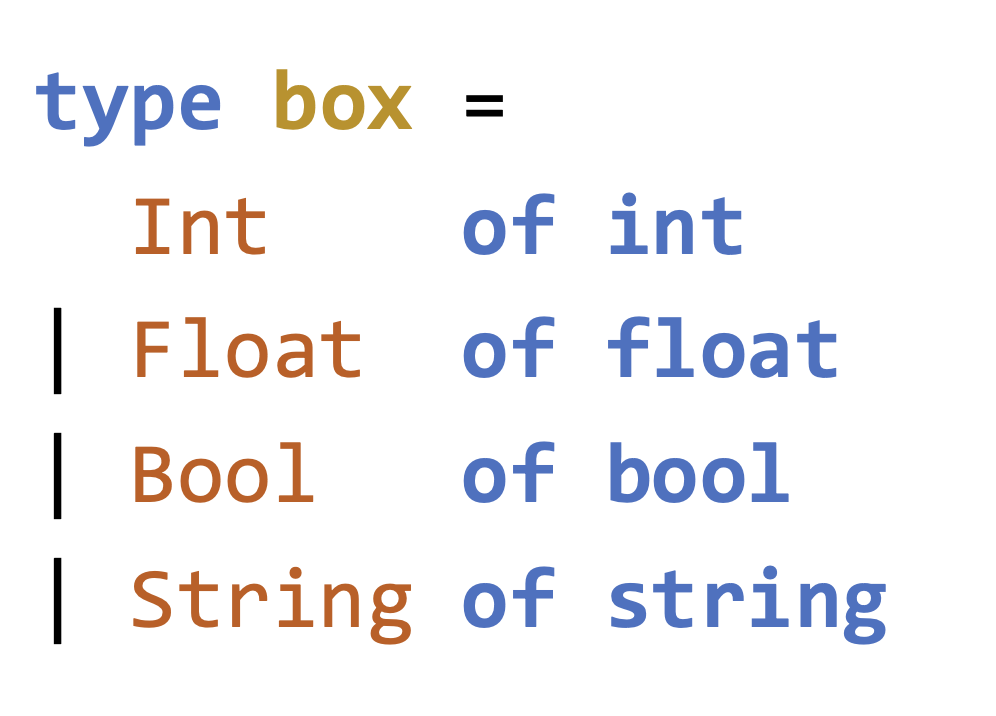 type box =
  Int    of int
| Float  of float
| Bool   of bool
| String of string